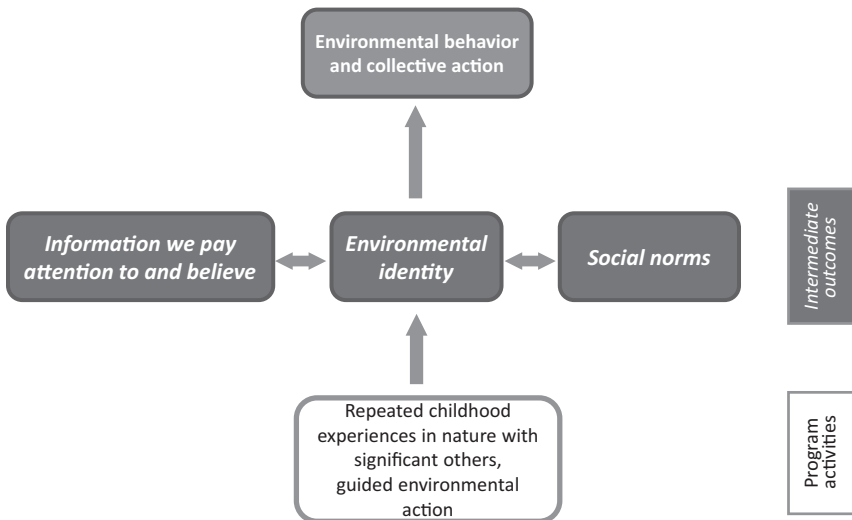 Environmental behavior
and collective action
Information we pay
attention to and believe
Environmental
identity
Social norms
Intermediate
outcomes
Repeated childhood
experiences in nature with
significant others,
guided environmental
action
Program
activities